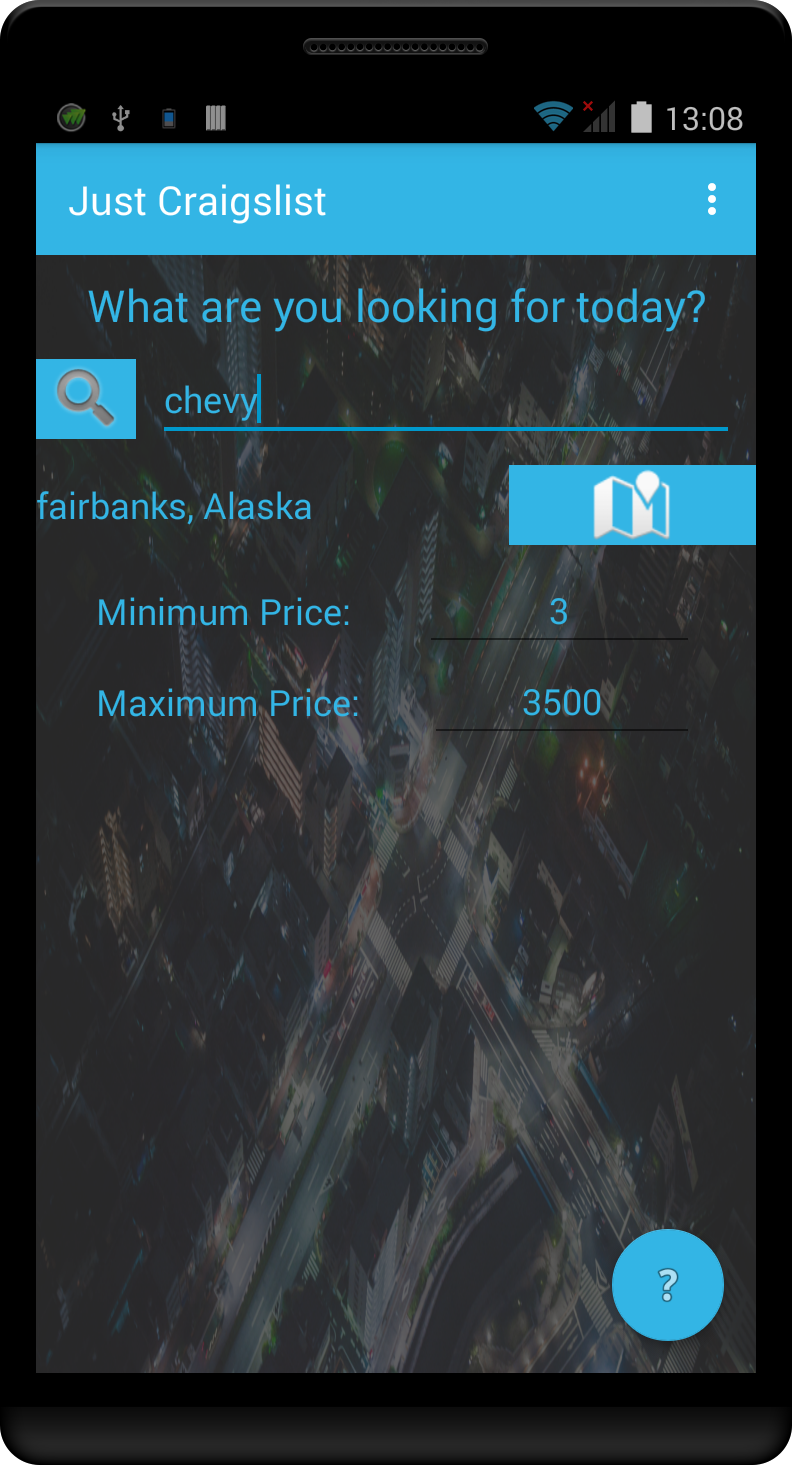 13:08
Just Craigslist
What are you looking for today?
chevy
fairbanks, Alaska
Minimum Price: 3
Maximum Price: 3500
?